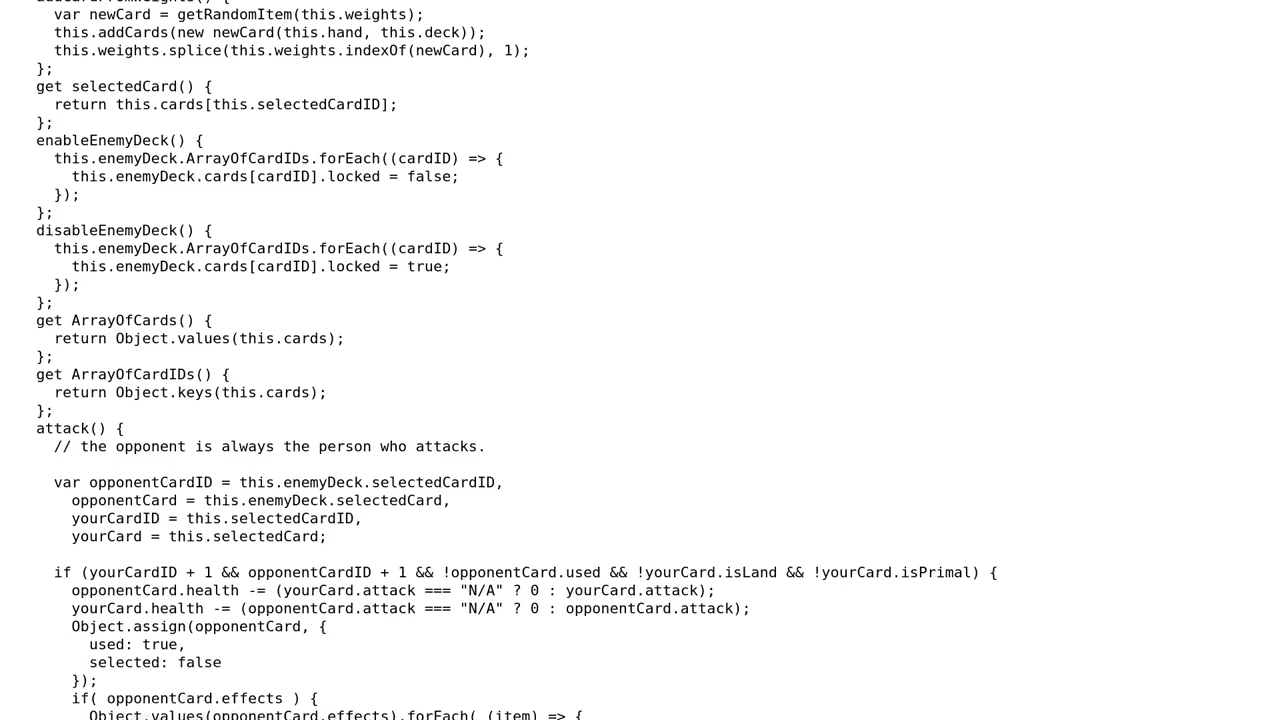 var newCard = getRandomItem(this.weights);
this.addCards(new newCard(this.hand, this.deck));
this.weights.splice(this.weights.indexOf(newCard), 1);
};
get selectedCard() {
return this.cards[this.selectedCardID];
};
enableEnemyDeck() {
this.enemyDeck.ArrayOfCardIDs.forEach((cardID) => {
this.enemyDeck.cards[cardID].locked = false;
});
};
disableEnemyDeck() {
this.enemyDeck.ArrayOfCardIDs.forEach((cardID) => {
this.enemyDeck.cards[cardID].locked = true;
});
};
get ArrayOfCards() {
return Object.values(this.cards);
};
get ArrayOfCardIDs() {
return Object.keys(this.cards);
};
attack() {
// the opponent is always the person who attacks.
var opponentCardID = this.enemyDeck.selectedCardID,
opponentCard = this.enemyDeck.selectedCard,
yourCardID = this.selectedCardID,
yourCard = this.selectedCard;
if (yourCardID + 1 && opponentCardID + 1 && !opponentCard.used && !yourCard.isLand && !yourCard.isPrimal) {
opponentCard.health -= (yourCard.attack === "N/A" ? 0 : yourCard.attack);
yourCard.health -= (opponentCard.attack === "N/A" ? 0 : opponentCard.attack);
Object.assign(opponentCard, {
used: true,
selected: false
});
if( opponentCard.effects ) {
Object.values(opponentCard.effects).forEach( (item) => {